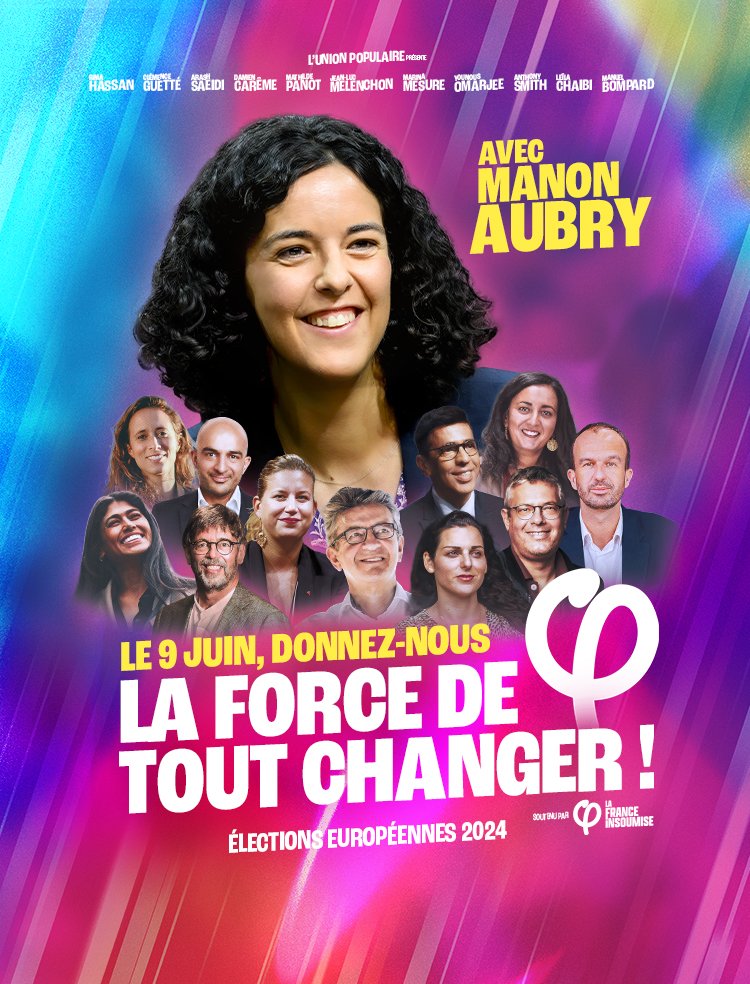 L'UNION POPULAIRE PRÉSENTE
RIMA HASSAN CLÉMENCE GUETTÉ ARASH SAEIDI DAMIEN CARÊME MATHILDE PANOT JEAN-LUC MÉLENCHON MARINA MESURE YOUNOUS OMARJEE ANTHONY SMITH LEÏLA CHAIBI MANUEL BOMPARD
AVEC
MANON
AUBRY
LE 9 JUIN, DONNEZ-NOUS
LA FORCE DE
TOUT CHANGER !
ÉLECTIONS EUROPÉENNES 2024
SOUTENU PAR
LA
FRANCE
INSOUMISE